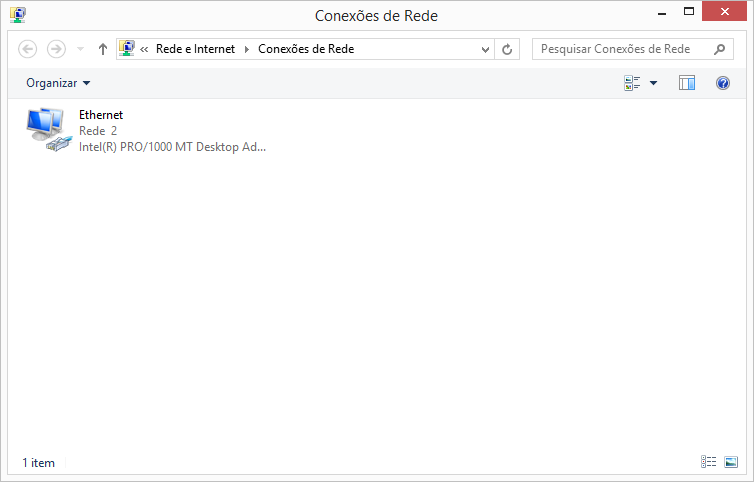 Conexões de Rede
« Rede e Internet Conexões de Rede
Pesquisar Conexões de Rede
Organizar
Ethernet
Rede 2
Intel(R) PRO/1000 MT Desktop Ad...
1 item